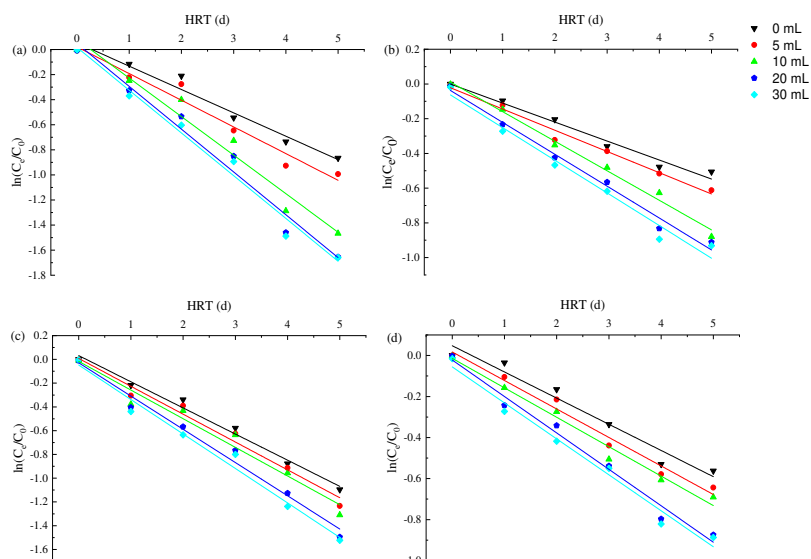 HRT (d)
0 1 2 3 4 5
(a)
0.0
-0.2
-0.4
-0.6
-0.8
-1.0
-1.2
-1.4
-1.6
-1.8
ln(Ce/C0)
HRT (d)
0 1 2 3 4 5
(b)
0.2
0.0
-0.2
-0.4
-0.6
-0.8
-1.0
ln(Ce/C0)
0 mL
5 mL
10 mL
20 mL
30 mL
HRT (d)
0 1 2 3 4 5
(c)
0.2
0.0
-0.2
-0.4
-0.6
-0.8
-1.0
-1.2
-1.4
-1.6
ln(Ce/C0)
HRT (d)
0 1 2 3 4 5
(d)
0.0
-0.2
-0.4
-0.6
-0.8
-1.0
ln(Ce/C0)